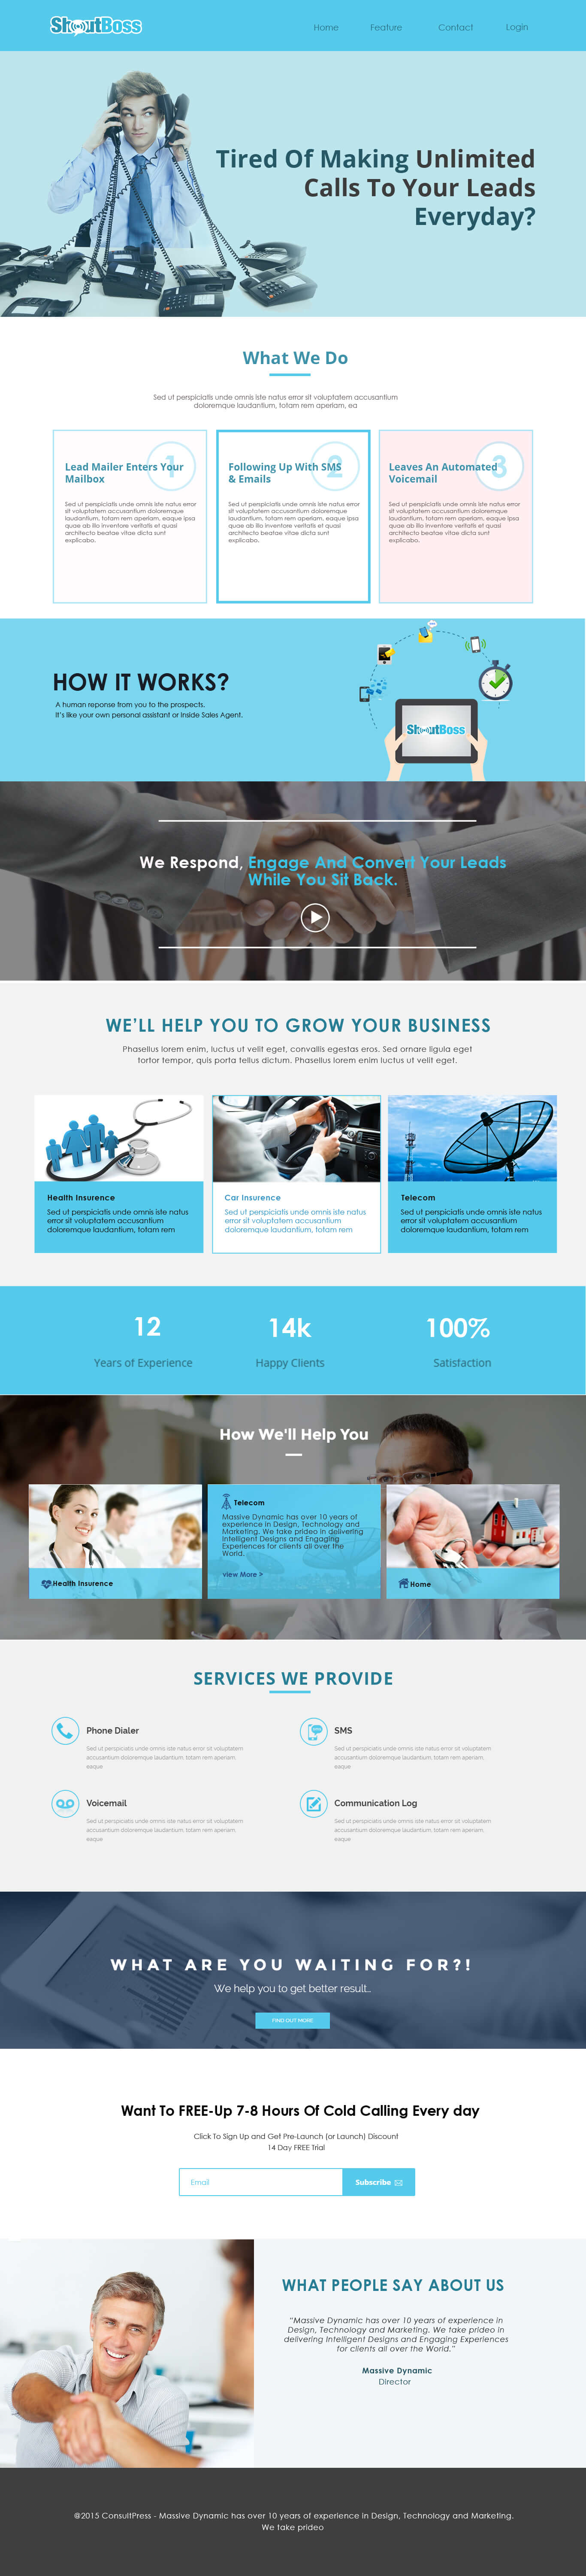 ShoutBoss
Home Feature Contact Login
Tired Of Making Unlimited
Calls To Your Leads
Everyday?
What We Do
Sed ut perspiciatis unde omnis iste natus error sit voluptatem accusantium
doloremque laudantium, totam rem aperiam, ea
1
Lead Mailer Enters Your
Mailbox
Sed ut perspiciatis unde omnis iste natus error
sit voluptatem accusantium doloremque
laudantium, totam rem aperiam, eaque ipsa
quae ab illo inventore veritatis et quasi
architecto beatae vitae dicta sunt
explicabo.
2
Following Up With SMS
& Emails
Sed ut perspiciatis unde omnis iste natus error
sit voluptatem accusantium doloremque
laudantium, totam rem aperiam, eaque ipsa
quae ab illo inventore veritatis et quasi
architecto beatae vitae dicta sunt
explicabo.
3
Leaves An Automated
Voicemail
Sed ut perspiciatis unde omnis iste natus error
sit voluptatem accusantium doloremque
laudantium, totam rem aperiam, eaque ipsa
quae ab illo inventore veritatis et quasi
architecto beatae vitae dicta sunt
explicabo.
HOW IT WORKS?
A human reponse from you to the prospects.
It's like your own personal assistant or Inside Sales Agent.
ShoutBoss
We Respond, Engage And Convert Your Leads
While You Sit Back.
WE'LL HELP YOU TO GROW YOUR BUSINESS
Phasellus lorem enim, luctus ut velit eget, convallis egestas eros. Sed ornare ligula eget
tortor tempor, quis porta tellus dictum. Phasellus lorem enim luctus ut velit eget.
Health Insurence
Sed ut perspiciatis unde omnis iste natus
error sit voluptatem accusantium
doloremque laudantium, totam rem
Car Insurence
Sed ut perspiciatis unde omnis iste natus
error sit voluptatem accusantium
doloremque laudantium, totam rem
Telecom
Sed ut perspiciatis unde omnis iste natus
error sit voluptatem accusantium
doloremque laudantium, totam rem
12
Years of Experience
14k
Happy Clients
100%
Satisfaction
How We'll Help You
Health Insurence
Telecom
Massive Dynamic has over 10 years of
experience in Design, Technology and
Marketing. We take prideo in delivering
Intelligent Designs and Engaging
Experiences for clients all over the
World.
view More >
Home
SERVICES WE PROVIDE
Phone Dialer
Sed ut perspiciatis unde omnis iste natus error sit voluptatem
accusantium doloremque laudantium, totam rem aperiam,
eaque
SMS
Sed ut perspiciatis unde omnis iste natus error sit voluptatem
accusantium doloremque laudantium, totam rem aperiam,
eaque
Voicemail
Sed ut perspiciatis unde omnis iste natus error sit voluptatem
accusantium doloremque laudantium, totam rem aperiam,
eaque
Communication Log
Sed ut perspiciatis unde omnis iste natus error sit voluptatem
accusantium doloremque laudantium, totam rem aperiam,
eaque
WHAT ARE YOU WAITING FOR?!
We help you to get better result..
FIND OUT MORE
Want To FREE-Up 7-8 Hours Of Cold Calling Every day
Click To Sign Up and Get Pre-Launch (or Launch) Discount
14 Day FREE Trial
Email
Subscribe
WHAT PEOPLE SAY ABOUT US
"Massive Dynamic has over 10 years of experience in
Design, Technology and Marketing. We take prideo in
delivering Intelligent Designs and Engaging Experiences
for clients all over the World."
Massive Dynamic
Director
@2015 ConsultPress - Massive Dynamic has over 10 years of experience in Design, Technology and Marketing.
We take prideo